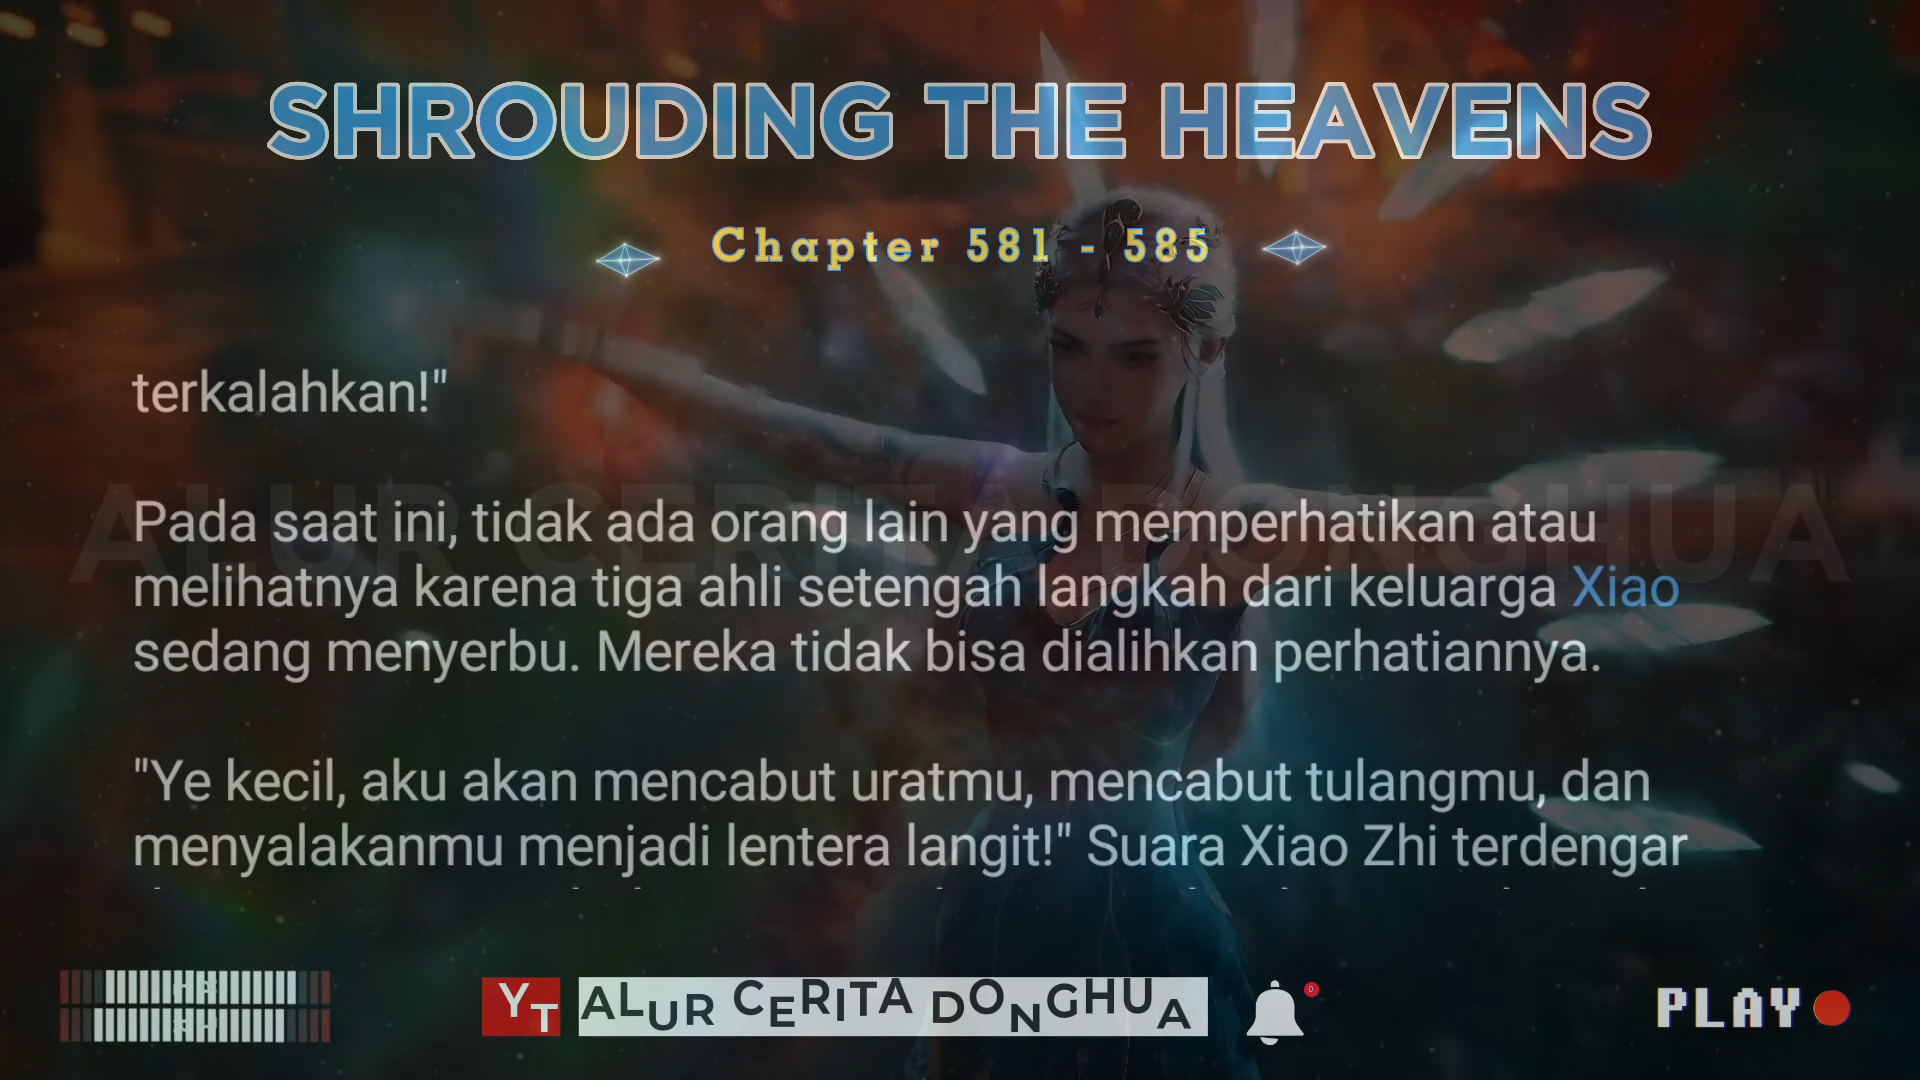 SHROUDING THE HEAVENS
Chapter 581 - 585
terkalahkan!"
Pada saat ini, tidak ada orang lain yang memperhatikan atau
melihatnya karena tiga ahli setengah langkah dari keluarga Xiao
sedang menyerbu. Mereka tidak bisa dialihkan perhatiannya.
"Ye kecil, aku akan mencabut uratmu, mencabut tulangmu, dan
menyalakanmu menjadi lentera langit!" Suara Xiao Zhi terdengar
ALUR CERITA DONGHUA
YT ALUR CERITA DONGHUA
0
PLAY